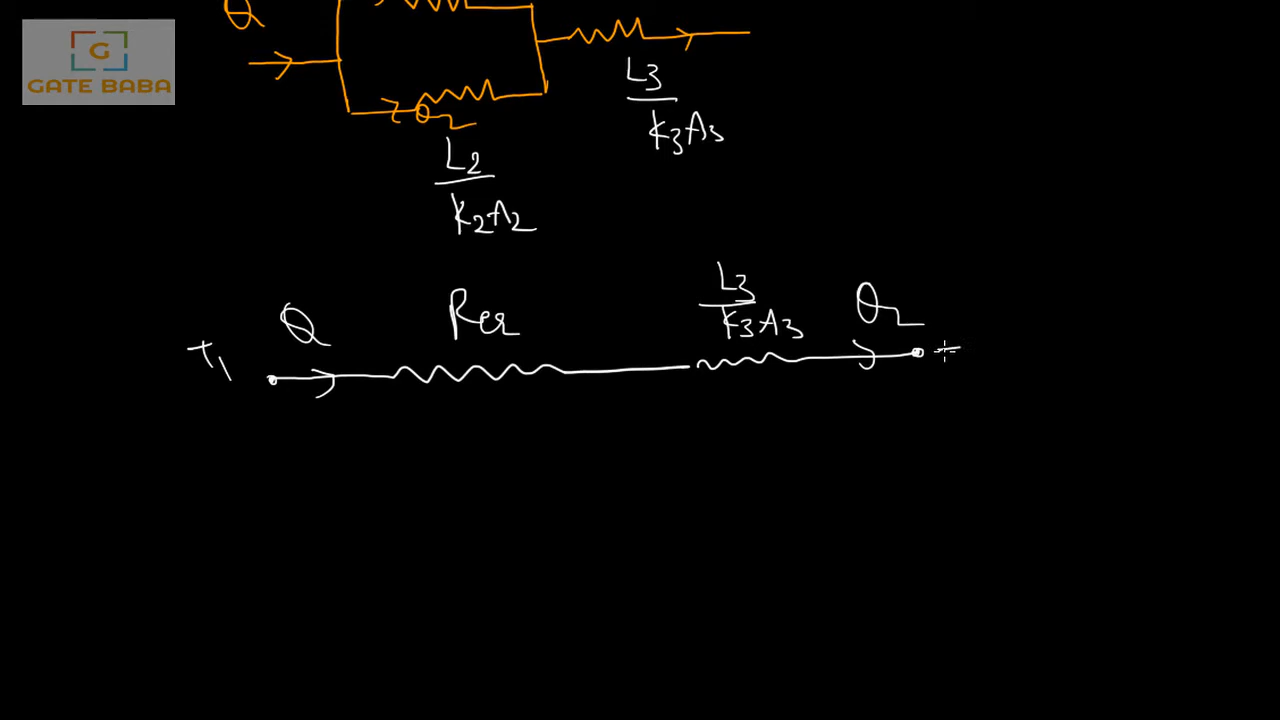 Q
G
GATE BABA
L3
K3A3
Q2
L2
K2A2
T1 Q Req L3
K3A3 Q2